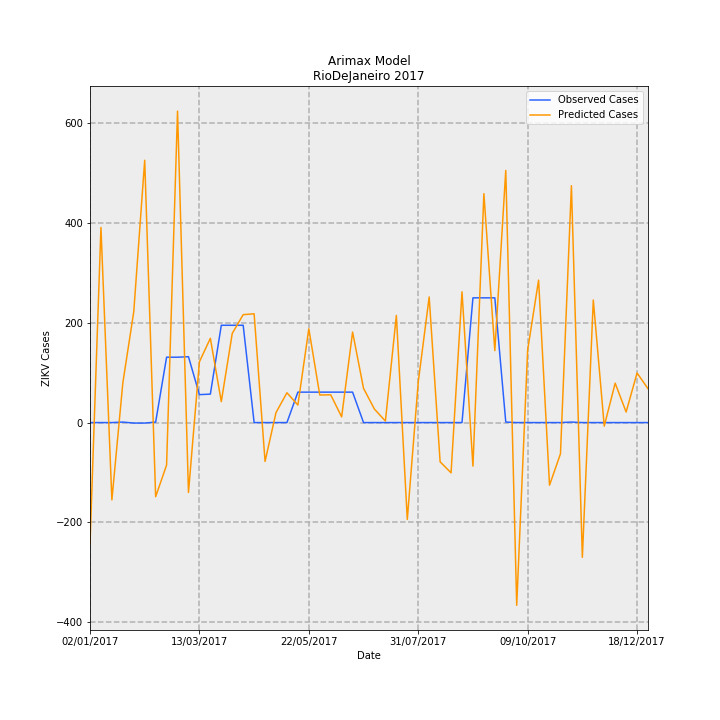 Arimax Model
RioDeJaneiro 2017
Observed Cases
Predicted Cases
600
400
200
0
−200
−400
ZIKV Cases
02/01/2017 13/03/2017 22/05/2017 31/07/2017 09/10/2017 18/12/2017
Date